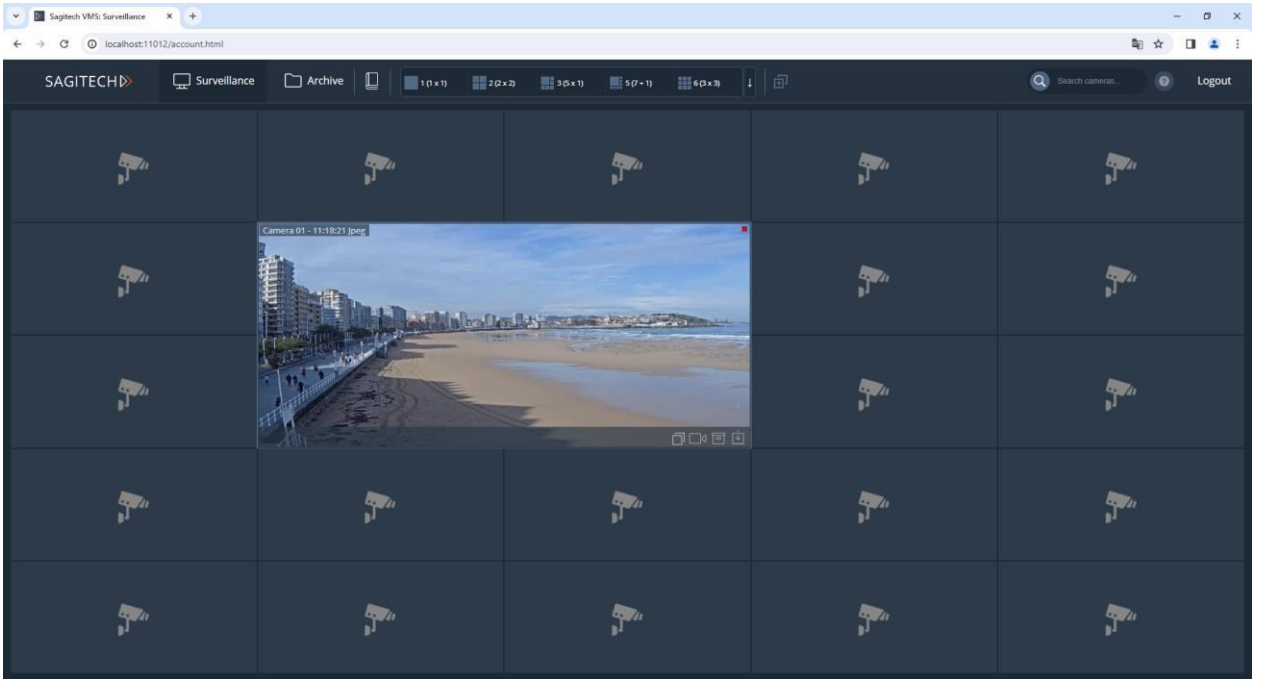 Sagitech VMS: Surveillance
localhost:11012/account.html
SAGITECH Surveillance Archive 1 (1 x 1) 2 (2 x 2) 3 (5 x 1) 5 (7 + 1) 6 (3 x 3) ↓ Search cameras... ? Logout
Camera 01 - 11:18:21 Jpeg